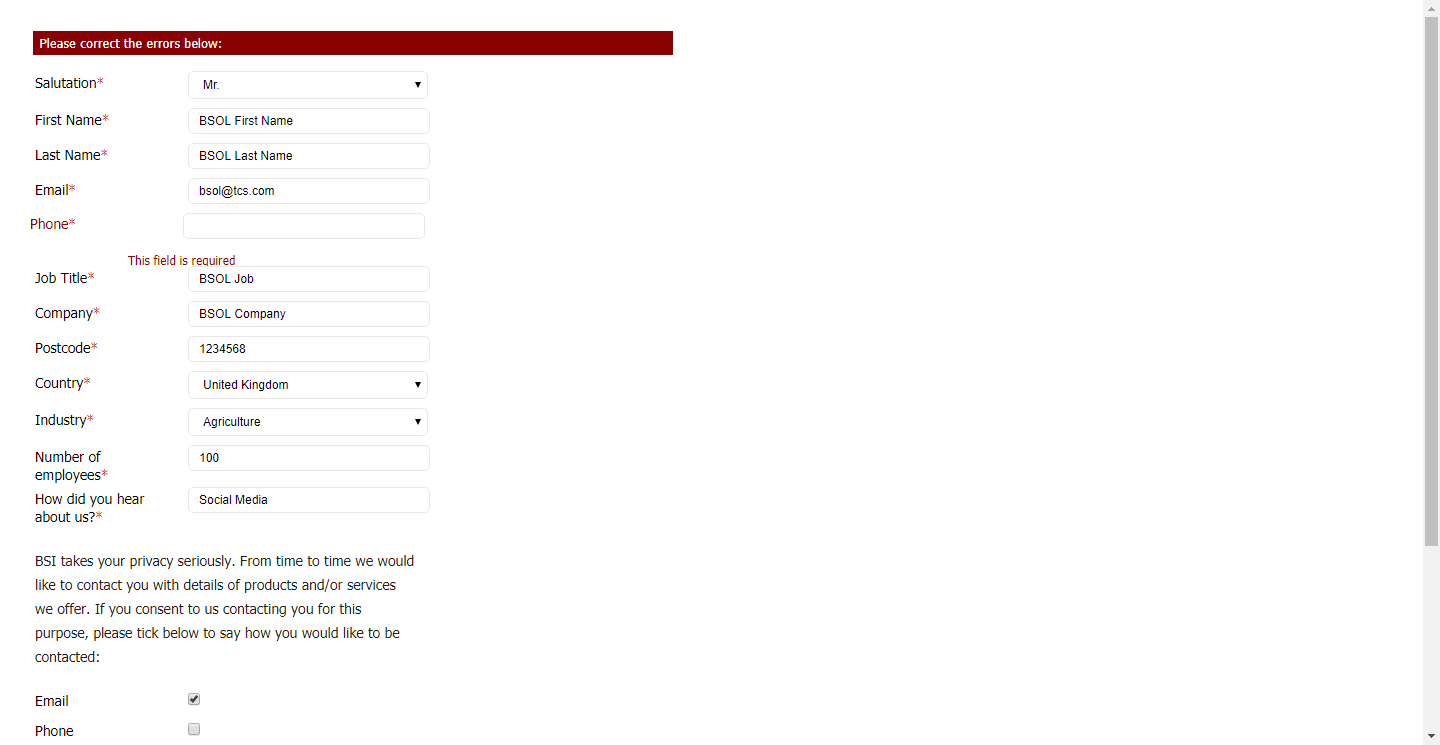 Please correct the errors below:
Salutation* Mr.
First Name* BSOL First Name
Last Name* BSOL Last Name
Email* bsol@tcs.com
Phone*
This field is required
Job Title* BSOL Job
Company* BSOL Company
Postcode* 1234568
Country* United Kingdom
Industry* Agriculture
Number of
employees* 100
How did you hear
about us?* Social Media
BSI takes your privacy seriously. From time to time we would
like to contact you with details of products and/or services
we offer. If you consent to us contacting you for this
purpose, please tick below to say how you would like to be
contacted:
Email
Phone